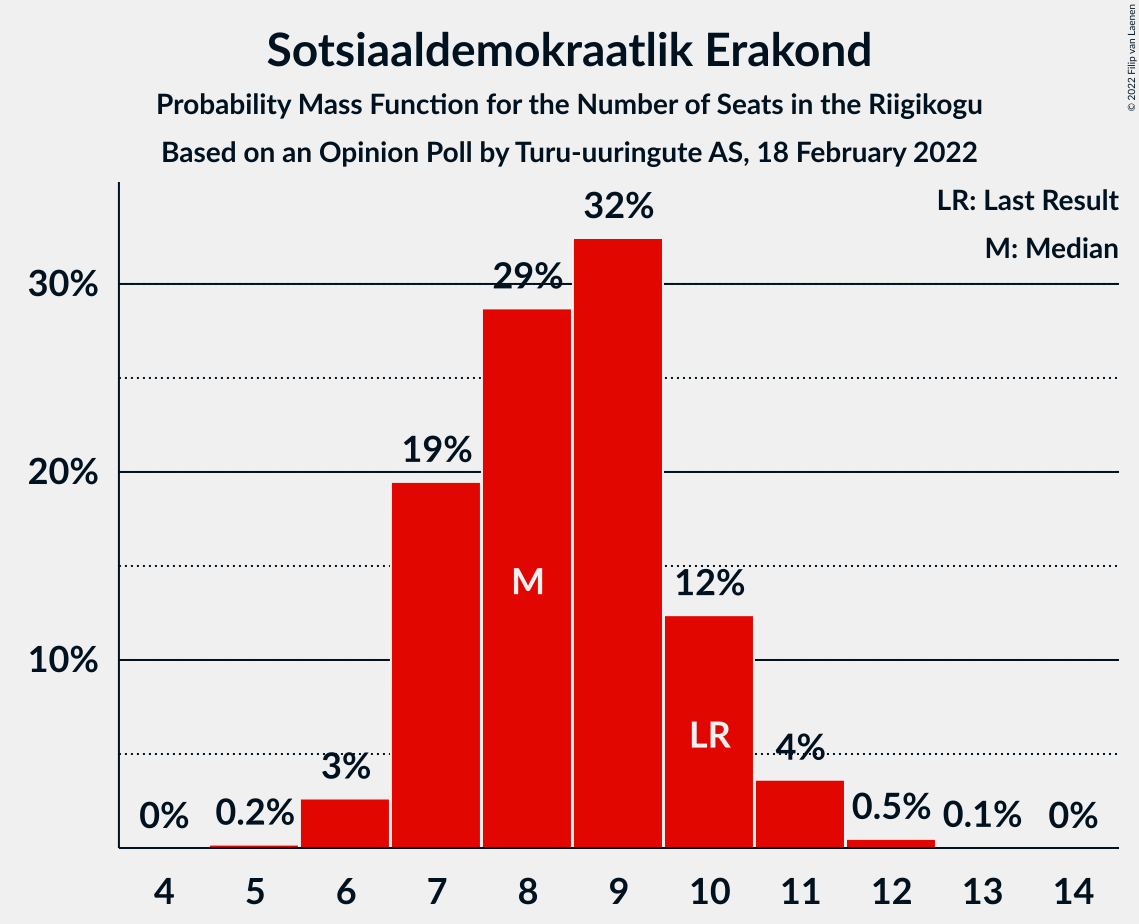 Sotsiaaldemokraatlik Erakond
Probability Mass Function for the Number of Seats in the Riigikogu
Based on an Opinion Poll by Turu-uuringute AS, 18 February 2022
© 2022 Filip van Laenen
LR: Last Result
M: Median
30%
20%
10%
0%
0.2%
3%
19%
29%
32%
12%
4%
0.5%
0.1%
0%
M
LR
4 5 6 7 8 9 10 11 12 13 14